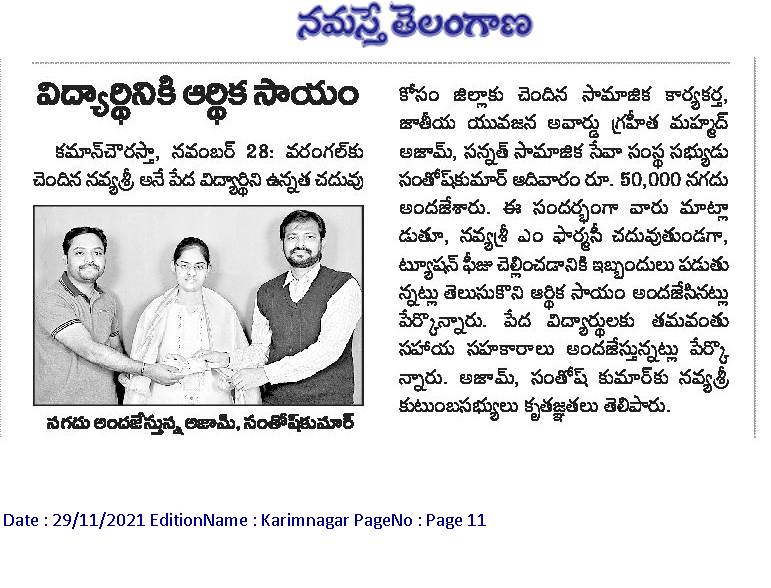 నమస్తే తెలంగాణ
విద్యార్థినికి ఆర్థిక సాయం
కమాన్‌చౌరస్తా, నవంబర్ 28: వరంగల్‌కు
చెందిన నవ్యశ్రీ అనే పేద విద్యార్థిని ఉన్నత చదువు
నగదు అందజేస్తున్న అజామ్, సంతోష్‌కుమార్
కోసం జిల్లాకు చెందిన సామాజిక కార్యకర్త,
జాతీయ యువజన అవార్డు గ్రహీత మహ్మద్
అజామ్, సన్నత్ సామాజిక సేవా సంస్థ సభ్యుడు
సంతోష్‌కుమార్ ఆదివారం రూ. 50,000 నగదు
అందజేశారు. ఈ సందర్భంగా వారు మాట్లా
డుతూ, నవ్యశ్రీ ఎం ఫార్మసీ చదువుతుండగా,
ట్యూషన్ ఫీజు చెల్లించడానికి ఇబ్బందులు పడుతు
న్నట్లు తెలుసుకొని ఆర్థిక సాయం అందజేసినట్లు
పేర్కొన్నారు. పేద విద్యార్థులకు తమవంతు
సహాయ సహకారాలు అందజేస్తున్నట్లు పేర్కొ
న్నారు. అజామ్, సంతోష్ కుమార్‌కు నవ్యశ్రీ
కుటుంబసభ్యులు కృతజ్ఞతలు తెలిపారు.
Date : 29/11/2021 EditionName : Karimnagar PageNo : Page 11